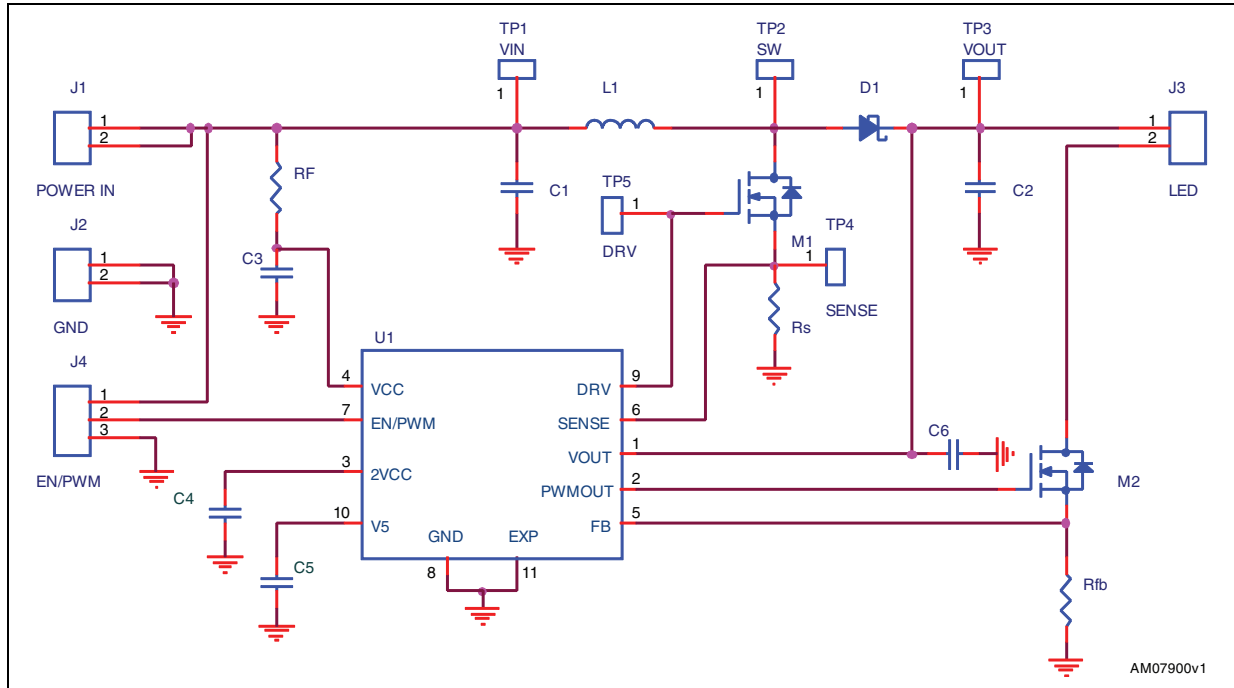 TP1
VIN
1
TP2
SW
1
TP3
VOUT
1
J1
1
2
POWER IN
L1
D1
J3
1
2
LED
RF
C1
TP5
1
DRV
C2
J2
1
2
GND
C3
M1
TP4
1
SENSE
Rs
U1
J4
1
2
3
EN/PWM
4
VCC
7
EN/PWM
3
2VCC
10
V5
9
DRV
6
SENSE
1
VOUT
2
PWMOUT
5
FB
GND
8
EXP
11
C4
C5
C6
M2
Rfb
AM07900v1